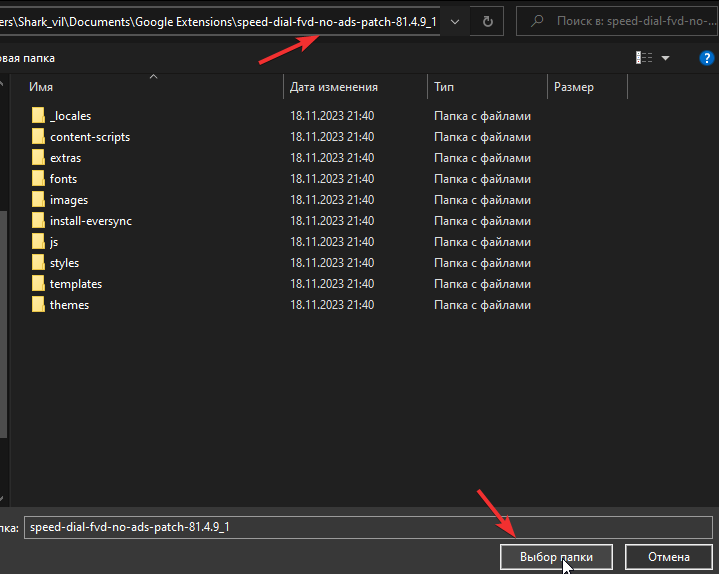 ers\Shark_vil\Documents\Google Extensions\speed-dial-fvd-no-ads-patch-81.4.9_1 Поиск в: speed-dial-fvd-no-...
овая папка ?
Имя Дата изменения Тип Размер
_locales 18.11.2023 21:40 Папка с файлами
content-scripts 18.11.2023 21:40 Папка с файлами
extras 18.11.2023 21:40 Папка с файлами
fonts 18.11.2023 21:40 Папка с файлами
images 18.11.2023 21:40 Папка с файлами
install-eversync 18.11.2023 21:40 Папка с файлами
js 18.11.2023 21:40 Папка с файлами
styles 18.11.2023 21:40 Папка с файлами
templates 18.11.2023 21:40 Папка с файлами
themes 18.11.2023 21:40 Папка с файлами
пка: speed-dial-fvd-no-ads-patch-81.4.9_1
Выбор папки Отмена